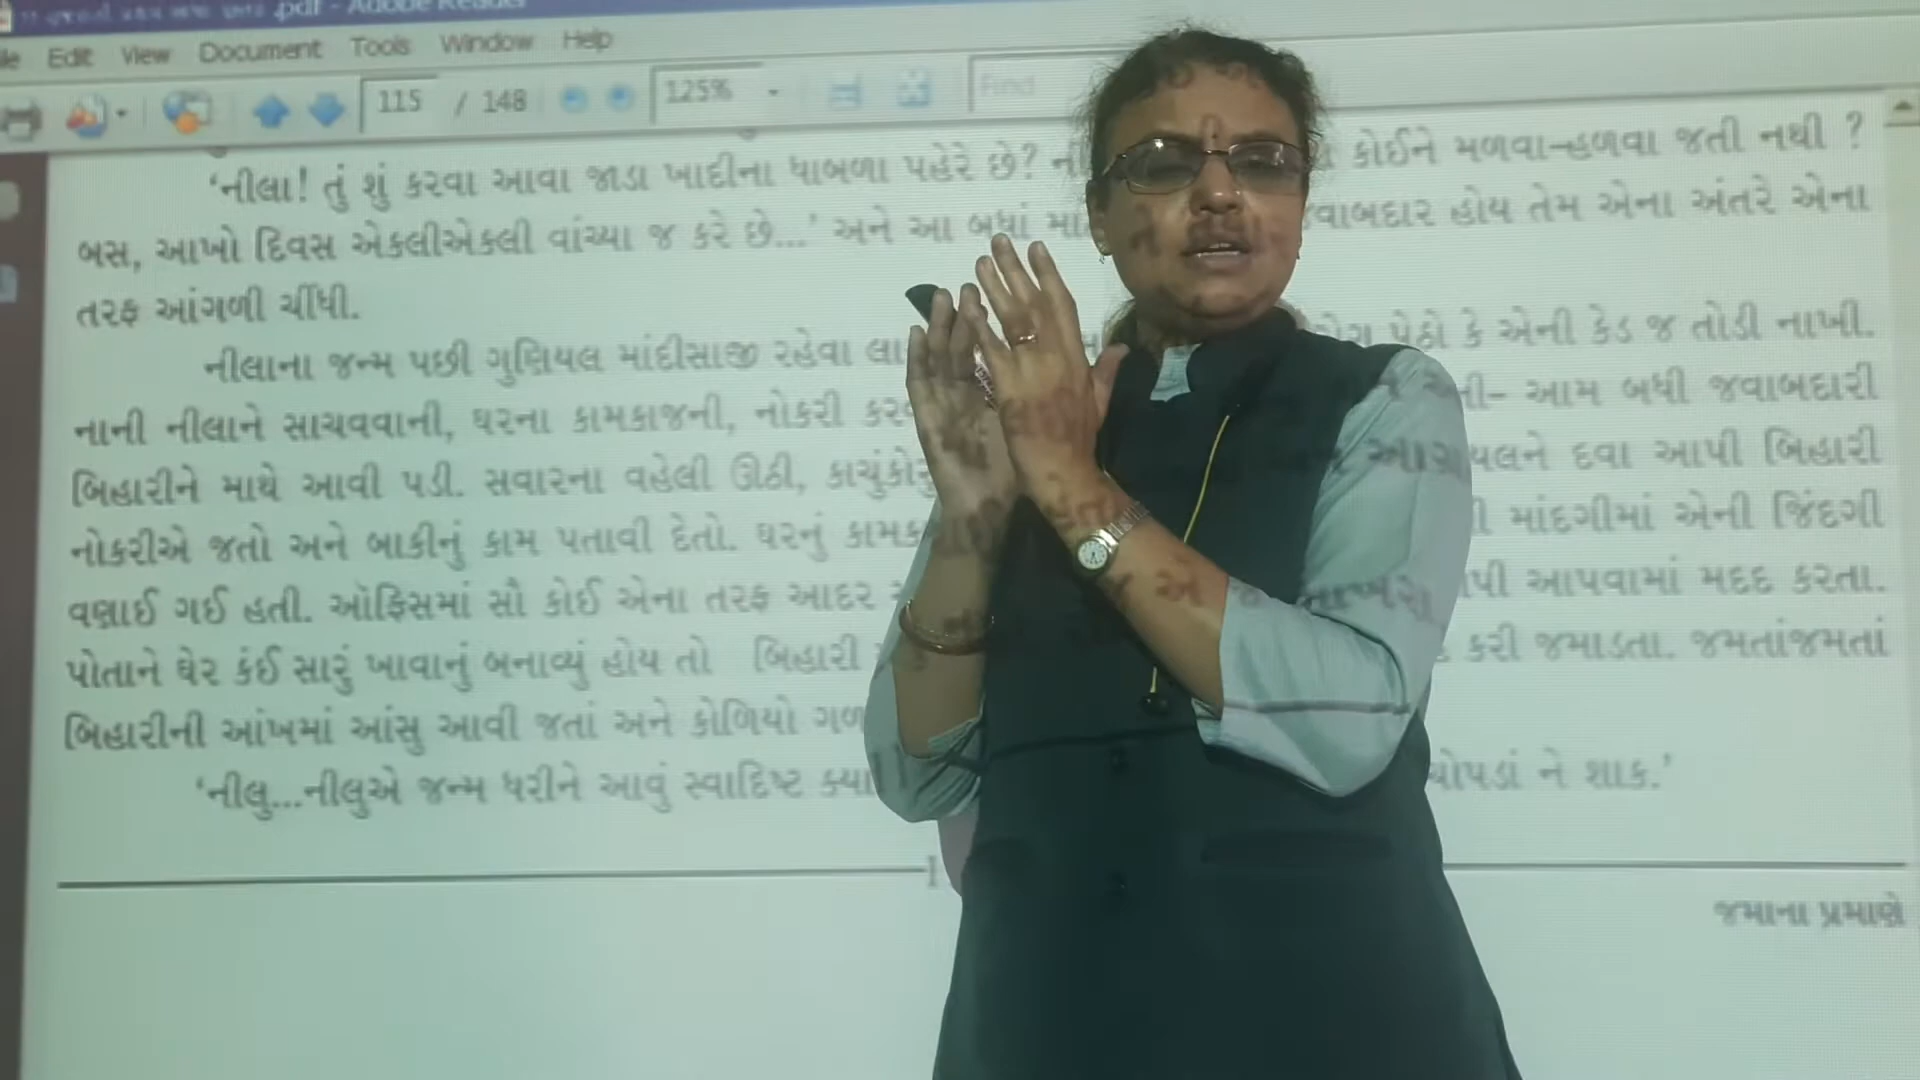 .pdf - Adobe Reader
Edit View Document Tools Window Help
115 / 148 125% Find
‘નીલા! તું શું કરવા આવા જાડા ખાદીના ધાબળા પહેરે છે? કોઈને મળવા-હળવા જતી નથી ?
બસ, આખો દિવસ એકલીએકલી વાંચ્યા જ કરે છે...’ અને આ બધાં જવાબદાર હોય તેમ એના અંતરે એના
તરફ આંગળી ચીંધી.
નીલાના જન્મ પછી ગુણિયલ માંદીસાજી રહેવા પેઠો કે એની કેડ જ તોડી નાખી.
નાની નીલાને સાચવવાની, ઘરના કામકાજની, નોકરી આમ બધી જવાબદારી
બિહારીને માથે આવી પડી. સવારના વહેલી ઊઠી, દવા આપી બિહારી
નોકરીએ જતો અને બાકીનું કામ પતાવી દેતો. ઘરનું માંદગીમાં એની જિંદગી
વણાઈ ગઈ હતી. ઑફિસમાં સૌ કોઈ એના તરફ આદર આપવામાં મદદ કરતા.
પોતાને ઘેર કંઈ સારું ખાવાનું બનાવ્યું હોય તો બિહારી કરી જમાડતા. જમતાંજમતાં
બિહારીની આંખમાં આંસુ આવી જતાં અને કોળિયો
‘નીલુ...નીલુએ જન્મ ધરીને આવું સ્વાદિષ્ટ ને શાક.’
જમાના પ્રમાણે